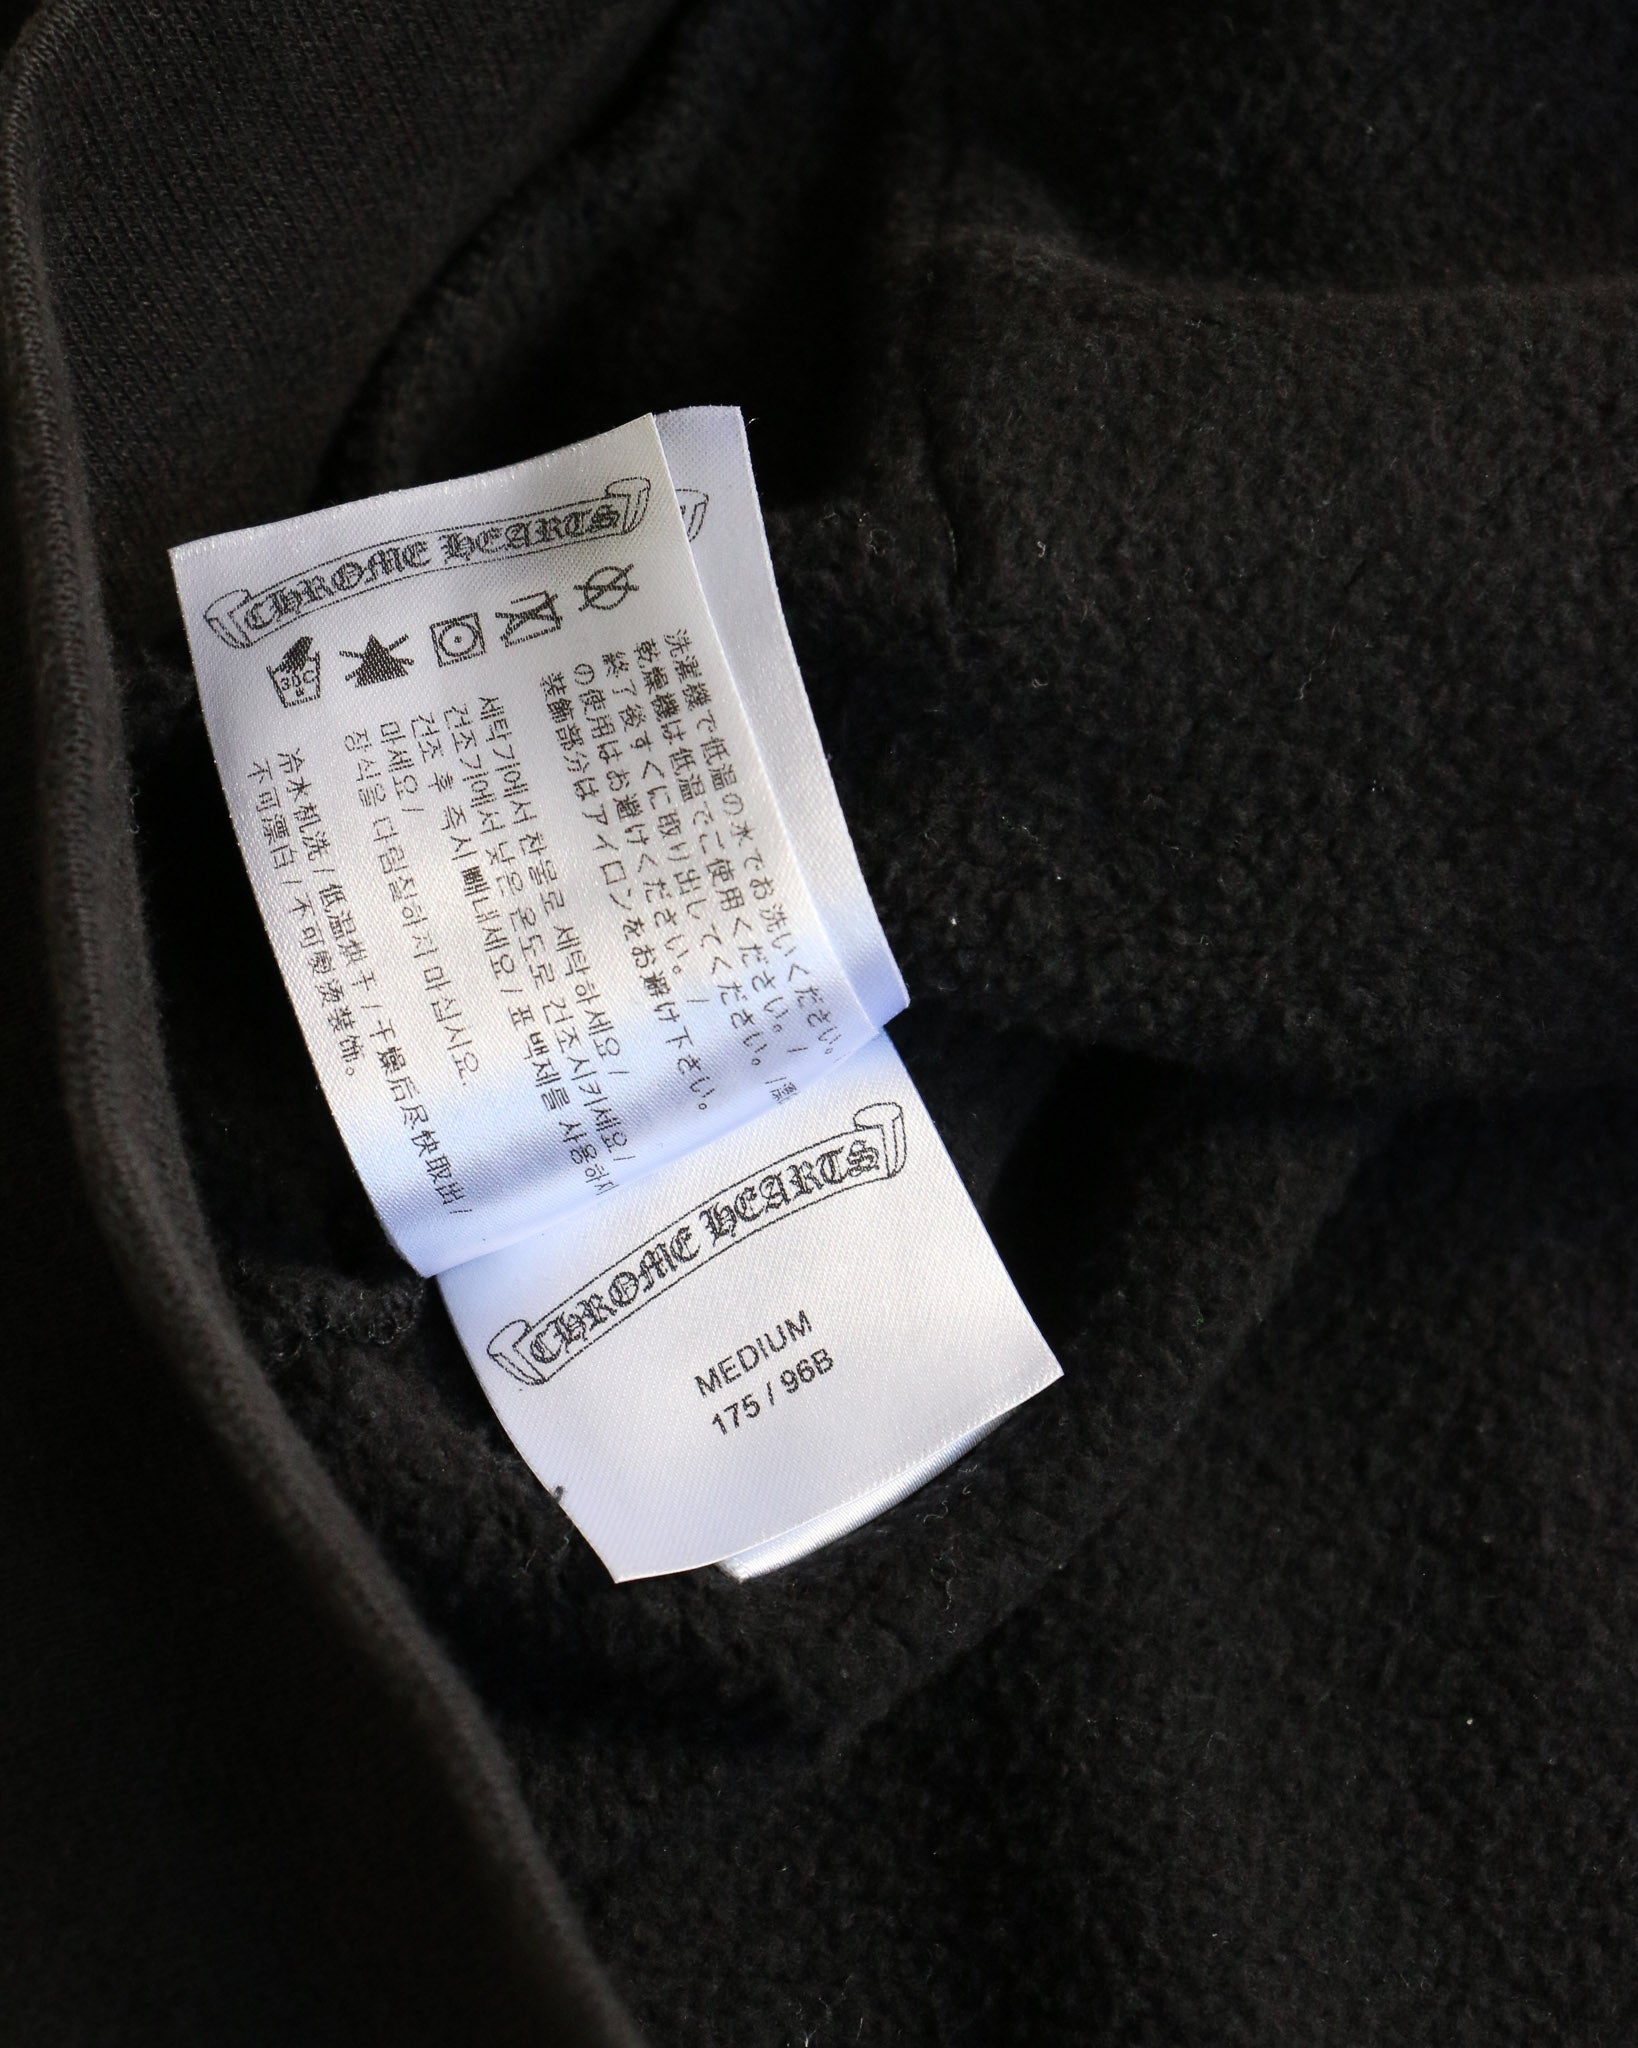 CHROME HEARTS
30°C
洗濯機で低温の水でお洗いください。/
乾燥機は低温でご使用ください。/
終了後すぐに取り出してください。/漂
の使用はお避けください。/
装飾部分はアイロンをお避け下さい。
세탁기에서 찬물로 세탁하세요/
건조기에서 낮은 온도로 건조시키세요/
건조 후 즉시 빼내세요/표백제를 사용하지
마세요/
장식을 다림질하지 마십시요.
冷水机洗/低温烘干/干燥后尽快取出/
不可漂白/不可熨烫装饰。
CHROME HEARTS
MEDIUM
175 / 96B